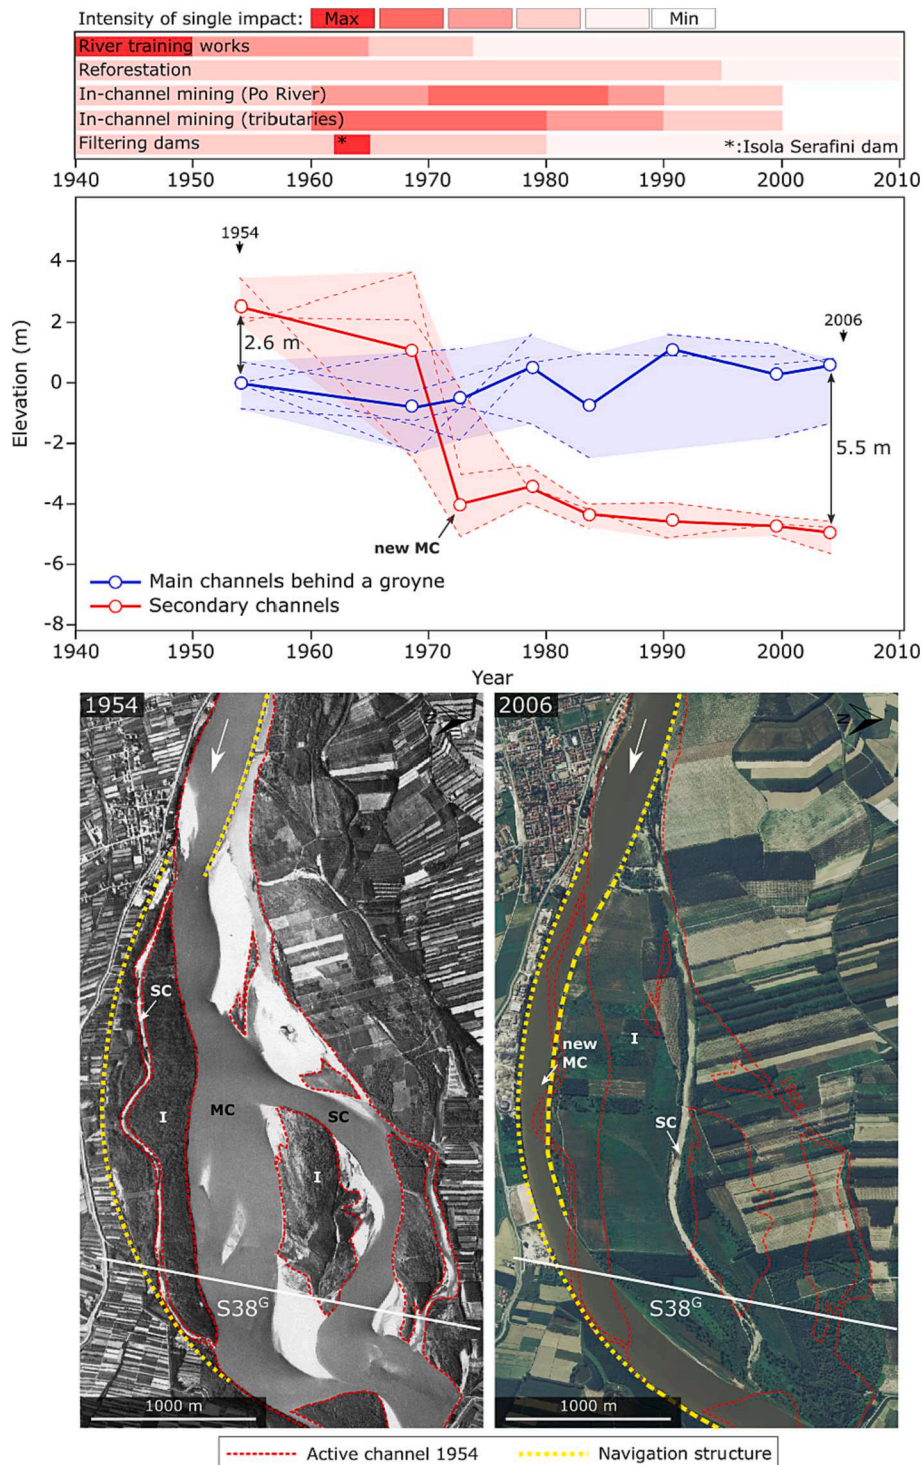 Intensity of single impact: Max Min
River training works
Reforestation
In-channel mining (Po River)
In-channel mining (tributaries)
Filtering dams * *:Isola Serafini dam
1940 1950 1960 1970 1980 1990 2000 2010
1954
2006
Elevation (m)
4
2
0
-2
-4
-6
-8
2.6 m
5.5 m
new MC
Main channels behind a groyne
Secondary channels
1940 1950 1960 1970 1980 1990 2000 2010
Year
1954
N
SC
I
MC
SC
I
S38G
1000 m
2006
N
new
MC
I
SC
1954
S38G
1000 m
Active channel 1954 Navigation structure